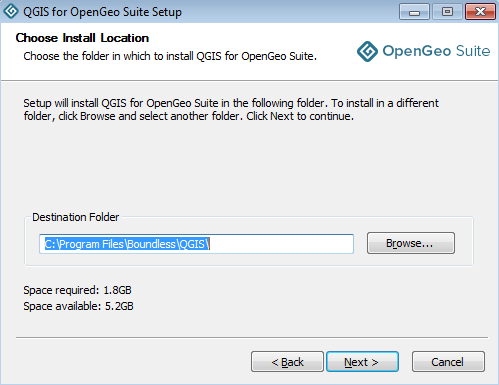 QGIS for OpenGeo Suite Setup
Choose Install Location
Choose the folder in which to install QGIS for OpenGeo Suite.
OpenGeo Suite
Setup will install QGIS for OpenGeo Suite in the following folder. To install in a different
folder, click Browse and select another folder. Click Next to continue.
Destination Folder
C:\Program Files\Boundless\QGIS\
Browse...
Space required: 1.8GB
Space available: 5.2GB
< Back
Next >
Cancel